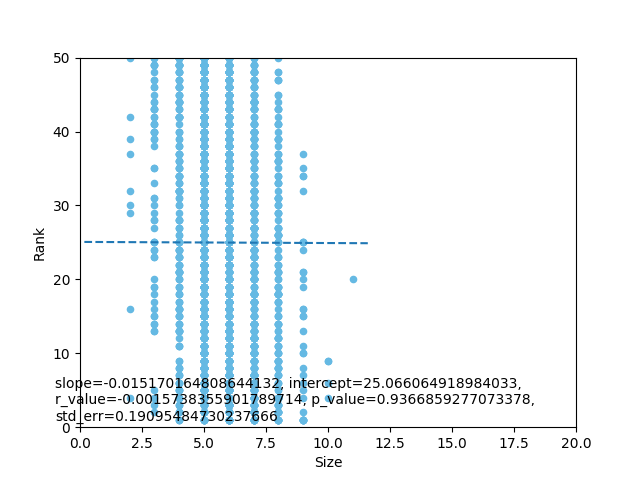 50
40
30
20
10
0
Rank
slope=-0.015170164808644132, intercept=25.066064918984033,
r_value=-0.0015738355901789714, p_value=0.9366859277073378,
std_err=0.19095484730237666
0.0 2.5 5.0 7.5 10.0 12.5 15.0 17.5 20.0
Size